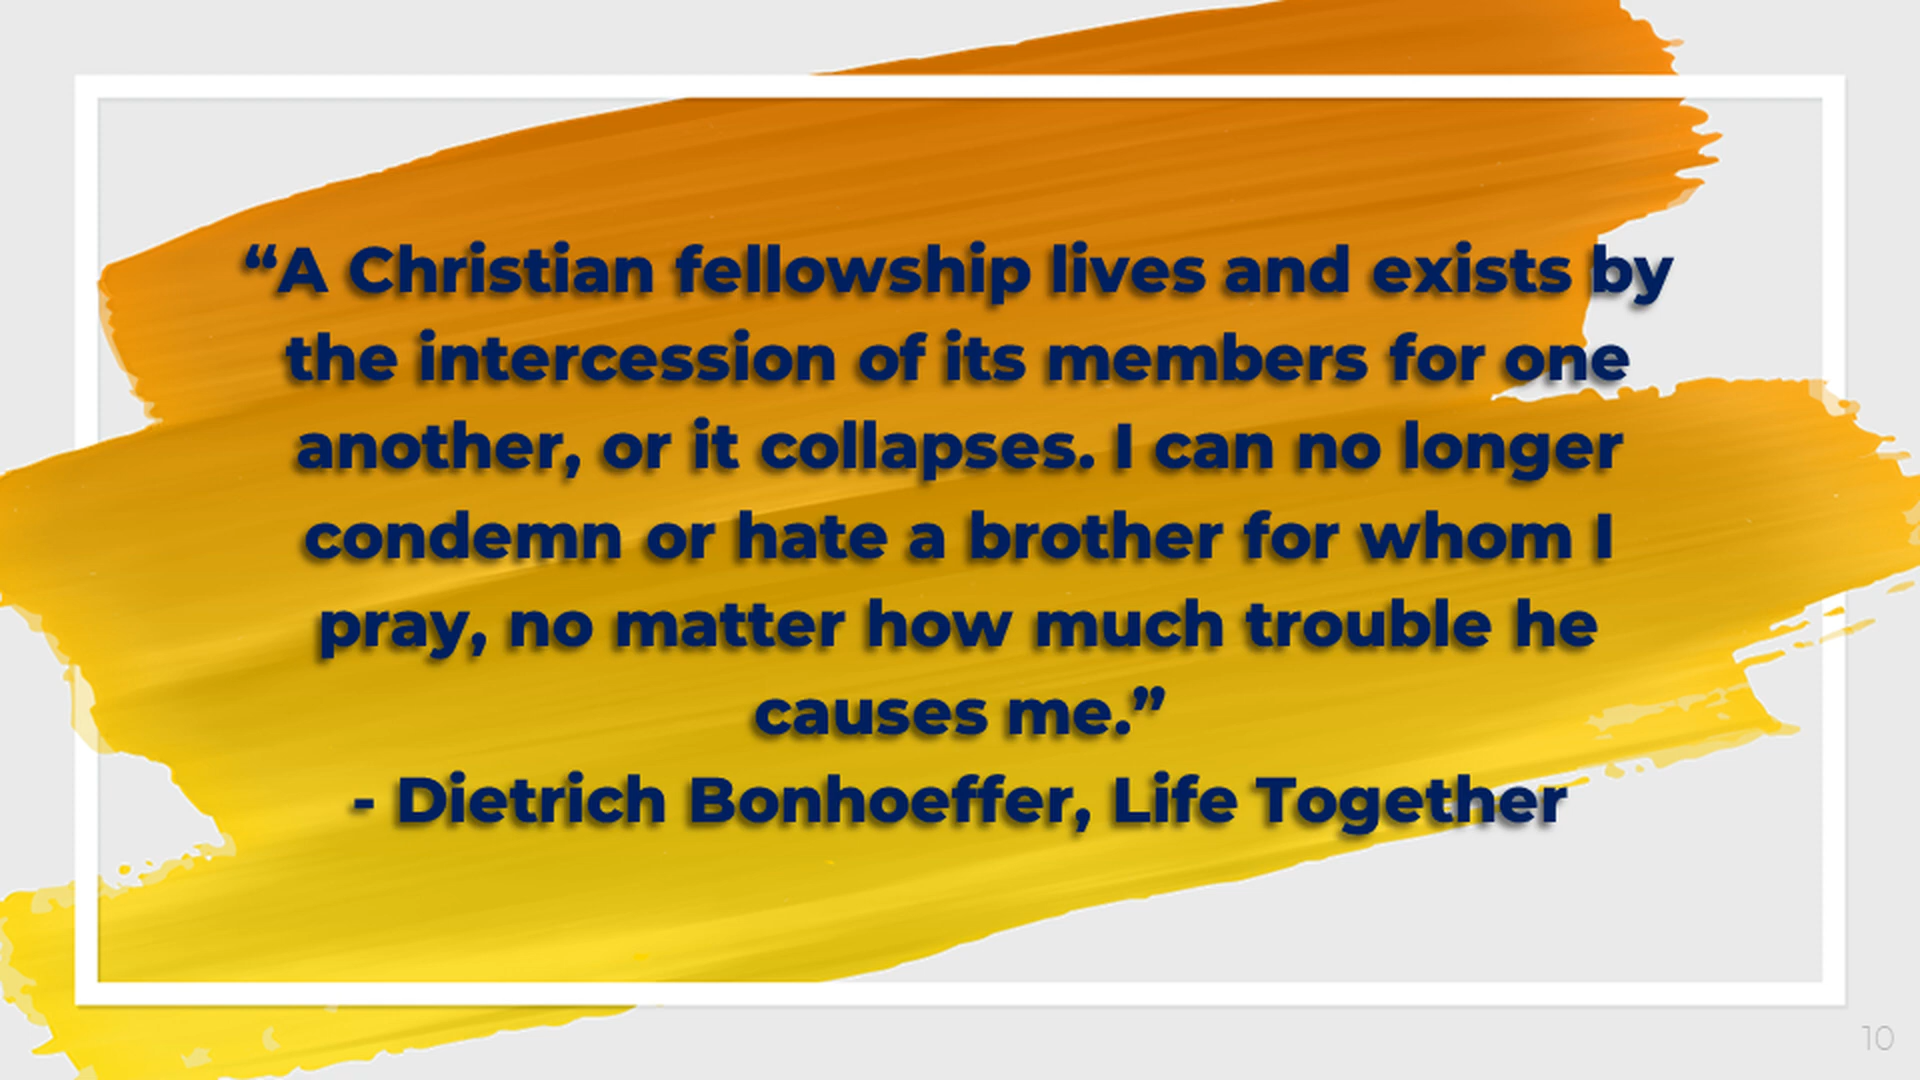 “A Christian fellowship lives and exists by
the intercession of its members for one
another, or it collapses. I can no longer
condemn or hate a brother for whom I
pray, no matter how much trouble he
causes me.”
- Dietrich Bonhoeffer, Life Together
10